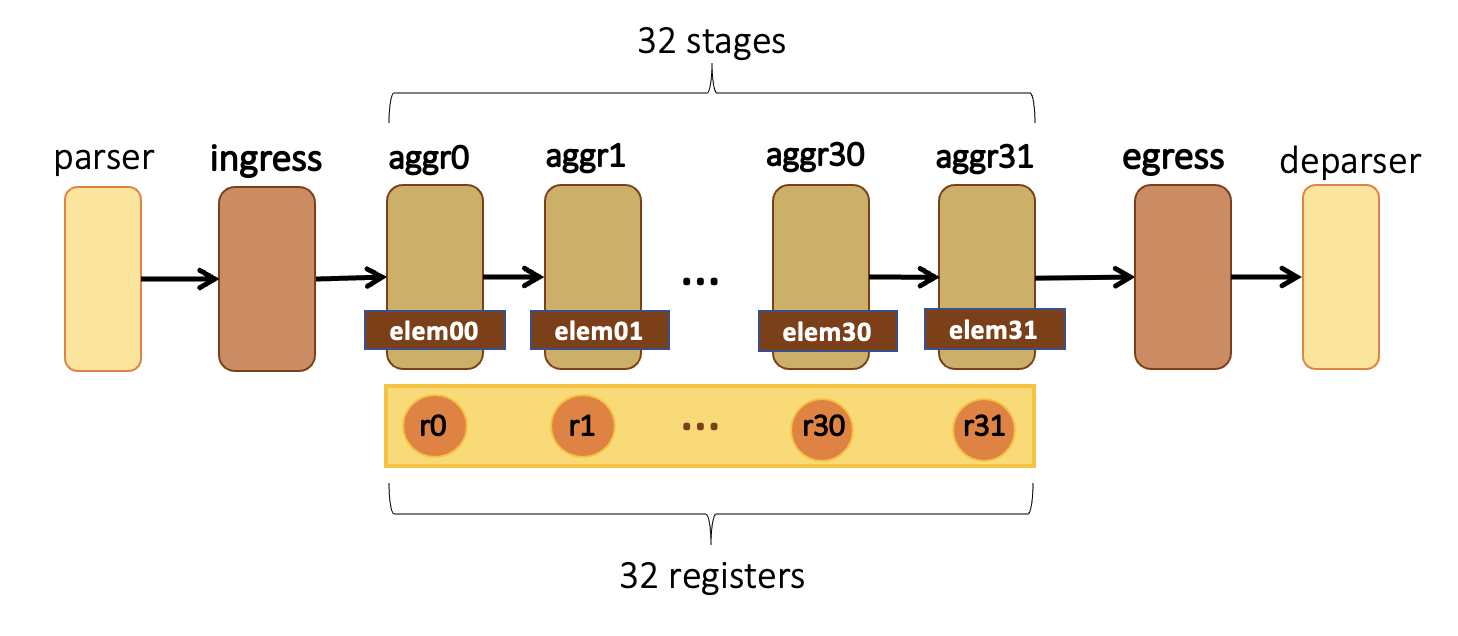 32 stages
parser ingress aggr0 aggr1 aggr30 aggr31 egress deparser
...
elem00 elem01 elem30 elem31
r0 r1 ... r30 r31
32 registers